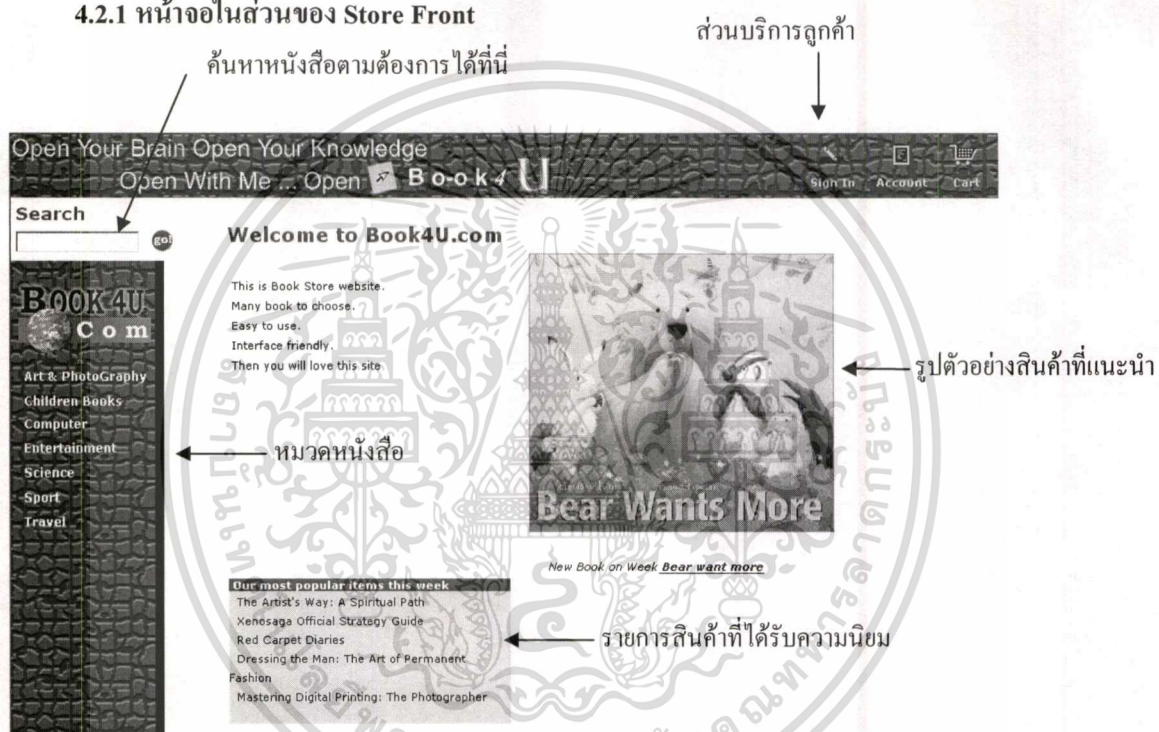 4.2.1 หน้าจอในส่วนของ Store Front
ส่วนบริการลูกค้า
ค้นหาหนังสือตามต้องการได้ที่นี่
Open Your Brain Open Your Knowledge
Open With Me ... Open B o-o k 4 U
Sign In Account Cart
Search
go!
Welcome to Book4U.com
This is Book Store website.
Many book to choose.
Easy to use.
Interface friendly.
Then you will love this site
BOOK 4U
Com
Art & PhotoGraphy
Children Books
Computer
Entertainment
Science
Sport
Travel
หมวดหนังสือ
รูปตัวอย่างสินค้าที่แนะนำ
Bear Wants More
New Book on Week Bear want more
Our most popular items this week
The Artist's Way: A Spiritual Path
Xenosaga Official Strategy Guide
Red Carpet Diaries
Dressing the Man: The Art of Permanent
Fashion
Mastering Digital Printing: The Photographer
รายการสินค้าที่ได้รับความนิยม